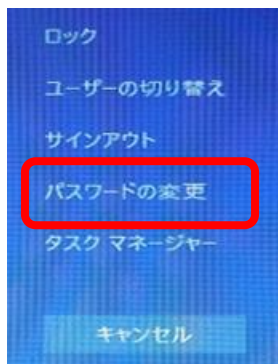 ロック
ユーザーの切り替え
サインアウト
パスワードの変更
タスク マネージャー
キャンセル